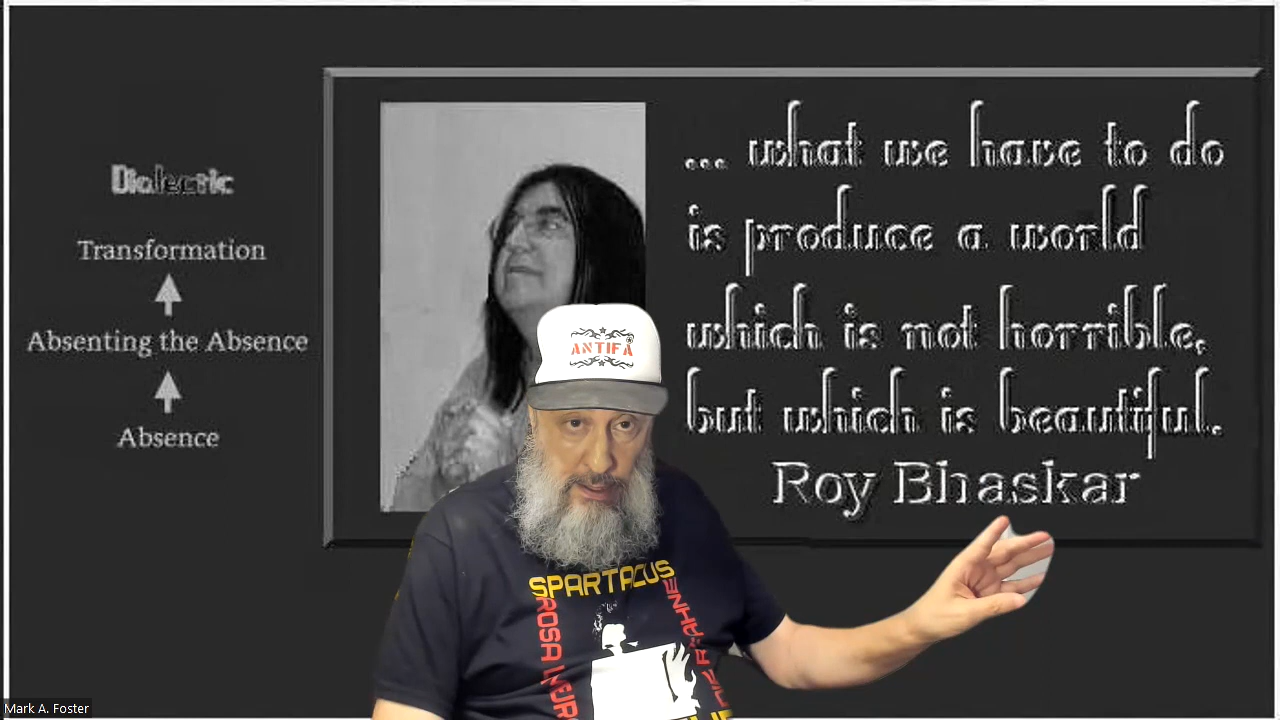 Dialectic
Transformation
Absenting the Absence
Absence
... what we have to do
is produce a world
which is not horrible,
but which is beautiful.
Roy Bhaskar
ANTIFA
SPARTACUS
ROSA
Mark A. Foster